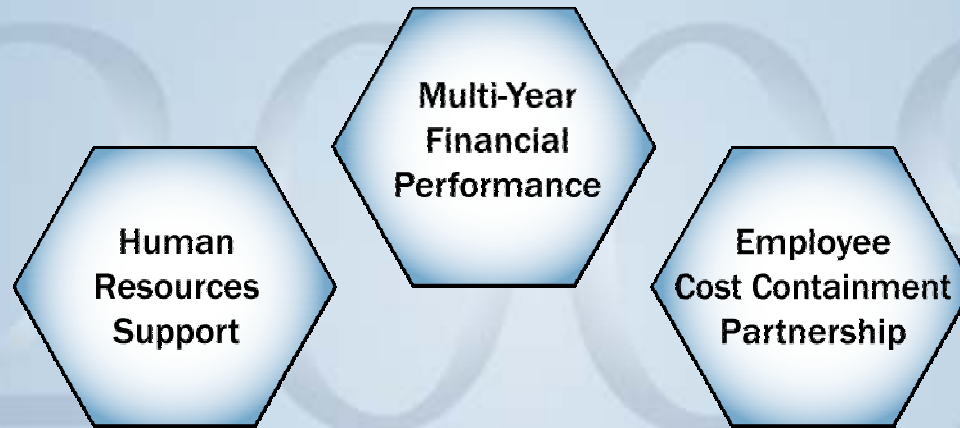 Multi-Year
Financial
Performance
Human
Resources
Support
Employee
Cost Containment
Partnership